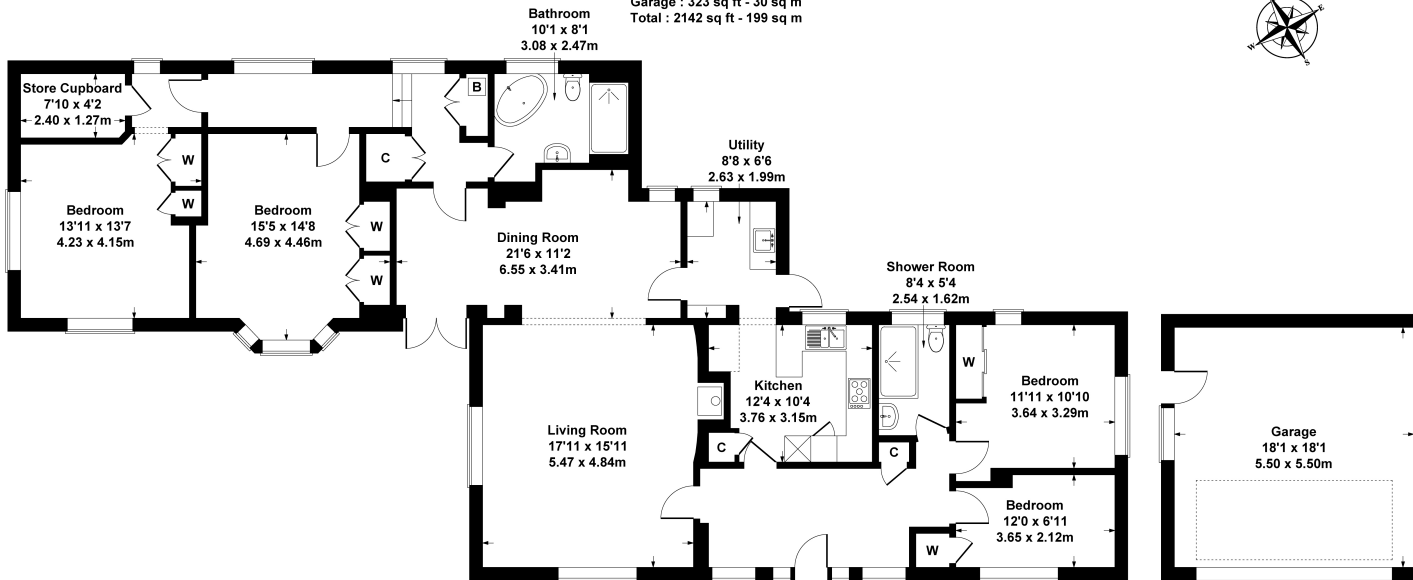 Garage : 323 sq ft - 30 sq m
Total : 2142 sq ft - 199 sq m
Bathroom
10'1 x 8'1
3.08 x 2.47m
E
W
S
Store Cupboard
7'10 x 4'2
2.40 x 1.27m
B
Utility
8'8 x 6'6
2.63 x 1.99m
C
W
W
Bedroom
13'11 x 13'7
4.23 x 4.15m
Bedroom
15'5 x 14'8
4.69 x 4.46m
W
W
Dining Room
21'6 x 11'2
6.55 x 3.41m
Shower Room
8'4 x 5'4
2.54 x 1.62m
W
Bedroom
11'11 x 10'10
3.64 x 3.29m
Kitchen
12'4 x 10'4
3.76 x 3.15m
Living Room
17'11 x 15'11
5.47 x 4.84m
C
C
Garage
18'1 x 18'1
5.50 x 5.50m
Bedroom
12'0 x 6'11
3.65 x 2.12m
W